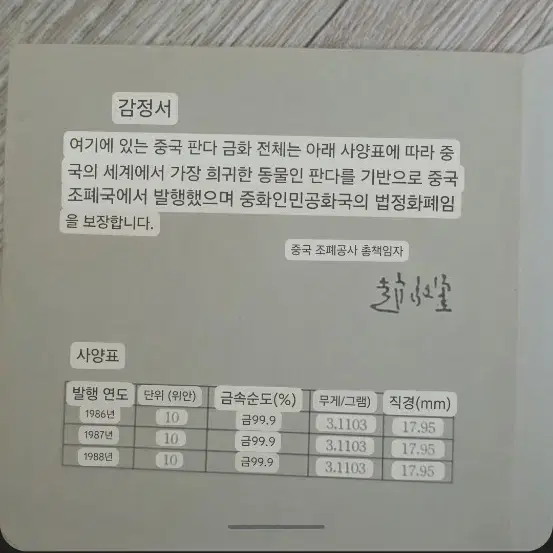 감정서
여기에 있는 중국 판다 금화 전체는 아래 사양표에 따라 중
국의 세계에서 가장 희귀한 동물인 판다를 기반으로 중국
조폐국에서 발행했으며 중화인민공화국의 법정화폐임
을 보장합니다.
중국 조폐공사 총책임자
사양표
발행 연도 단위 (위안) 금속순도(%) 무게/그램) 직경(mm)
1986년 10 금99.9 3.1103 17.95
1987년 10 금99.9 3.1103 17.95
1988년 10 금99.9 3.1103 17.95